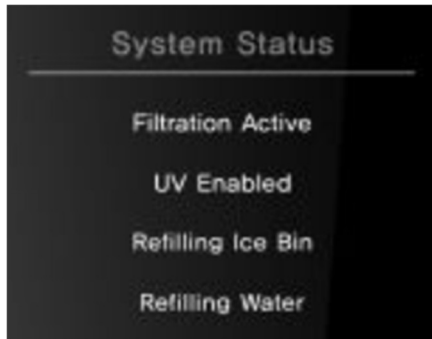 System Status
Filtration Active
UV Enabled
Refilling Ice Bin
Refilling Water